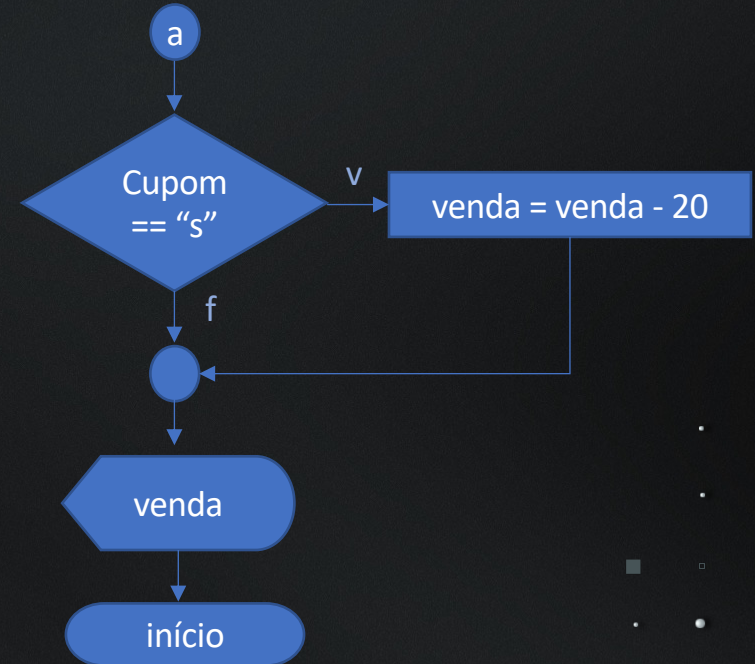 a
Cupom
== “s”
v
venda = venda - 20
f
venda
início